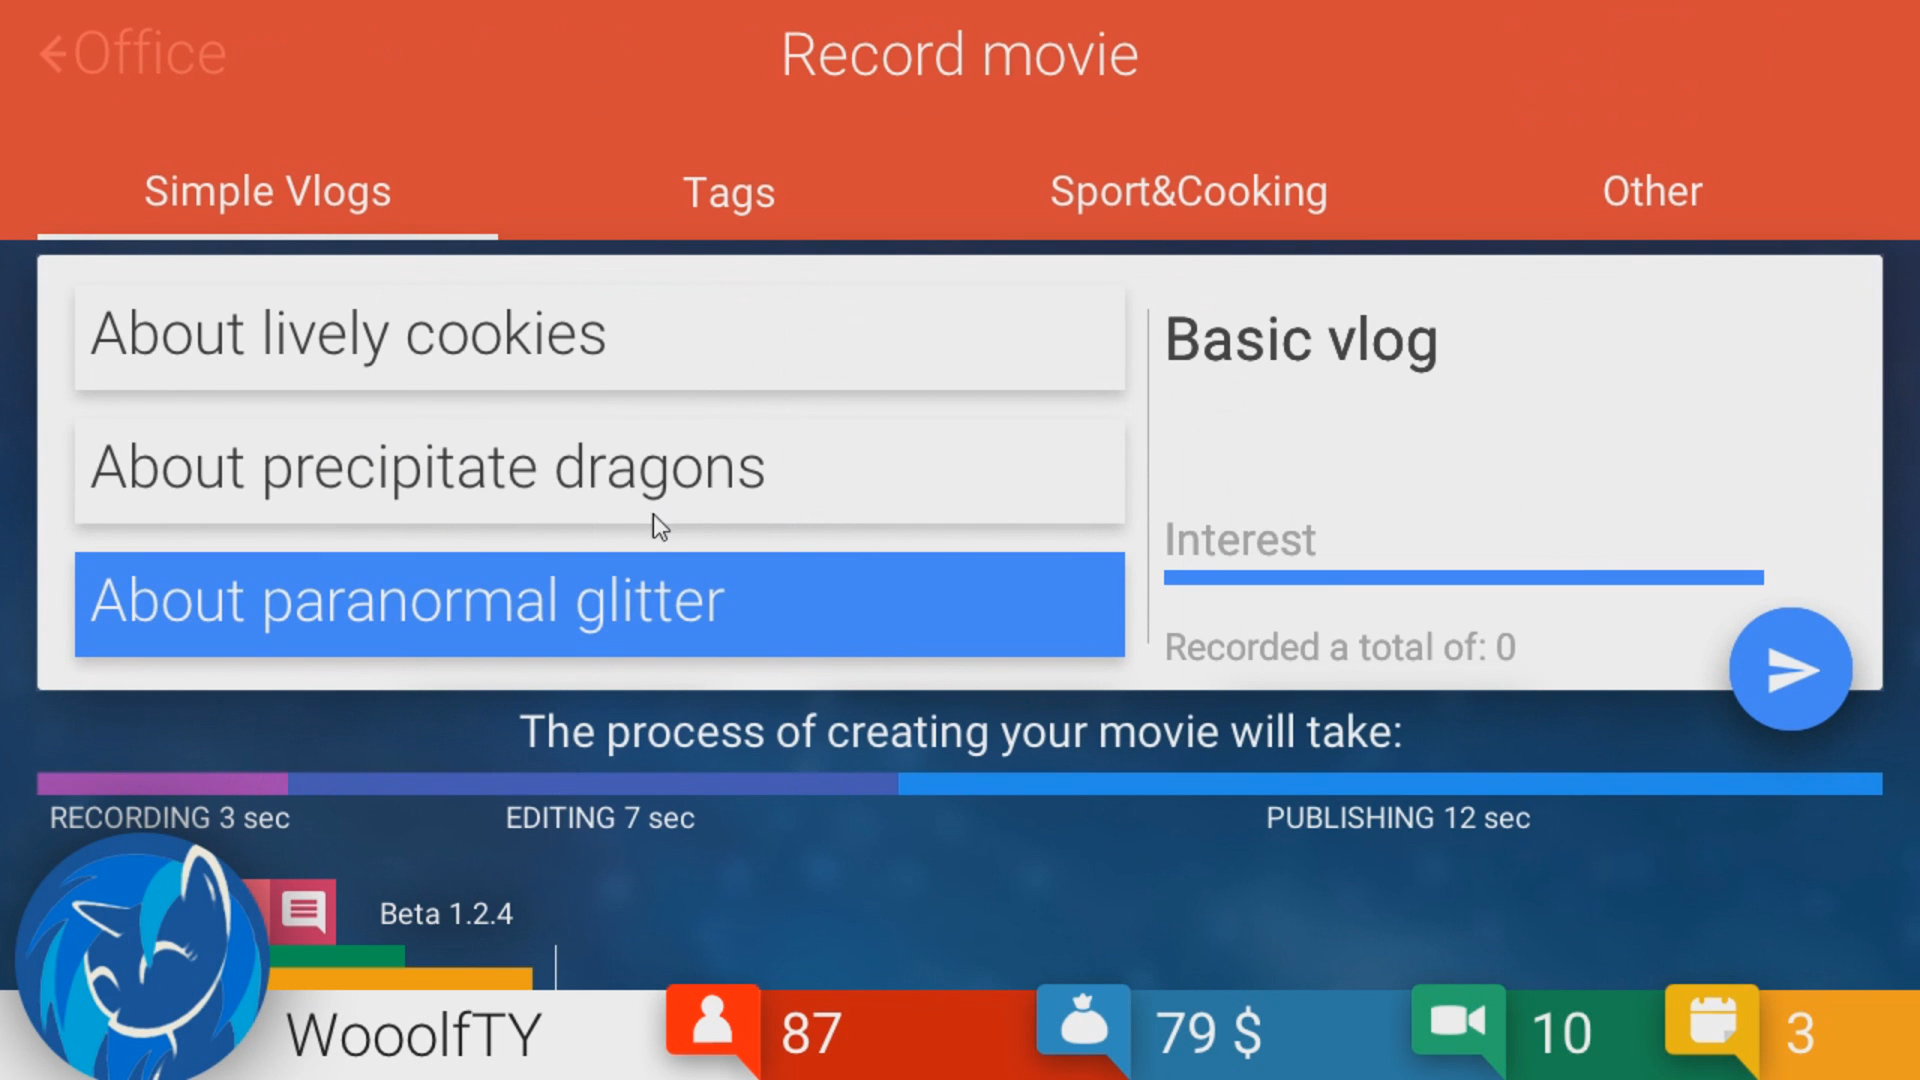 Office
Record movie
Simple Vlogs
Tags
Sport&Cooking
Other
About lively cookies
About precipitate dragons
About paranormal glitter
Basic vlog
Interest
Recorded a total of: 0
The process of creating your movie will take:
RECORDING 3 sec
EDITING 7 sec
PUBLISHING 12 sec
Beta 1.2.4
WooolfTY
87
79 $
10
3